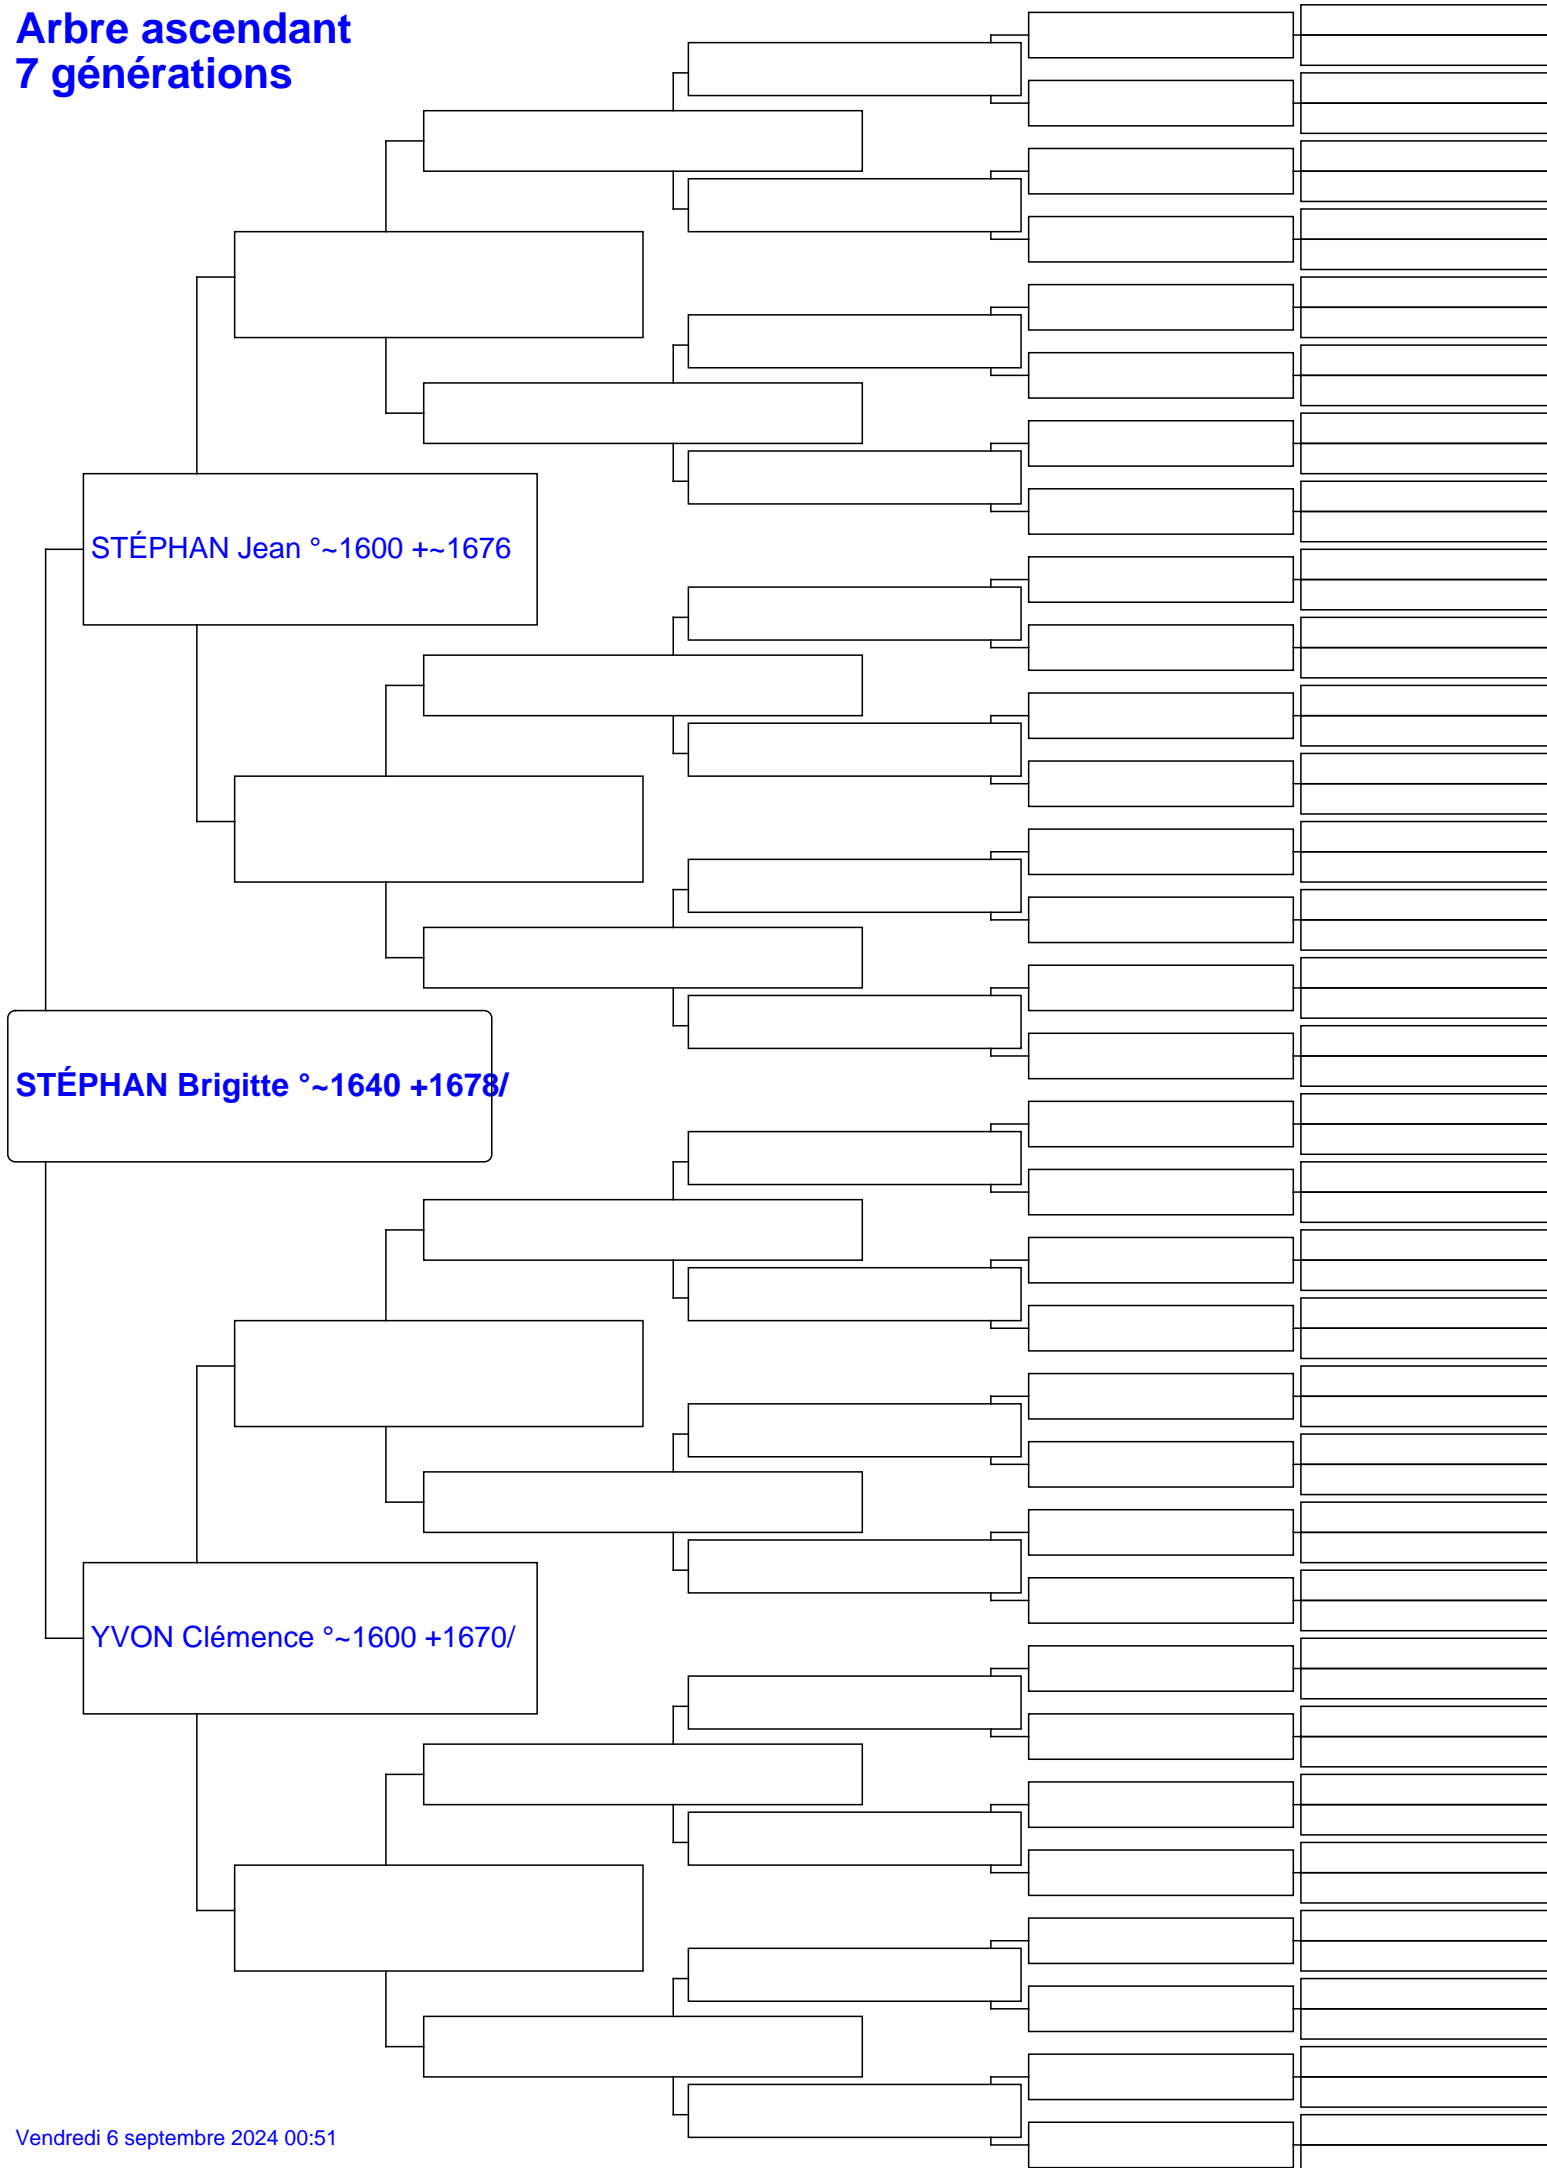 Arbre ascendant
7 générations
STÉPHAN Jean °~1600 +~1676
STÉPHAN Brigitte °~1640 +1678/
YVON Clémence °~1600 +1670/
Vendredi 6 septembre 2024 00:51